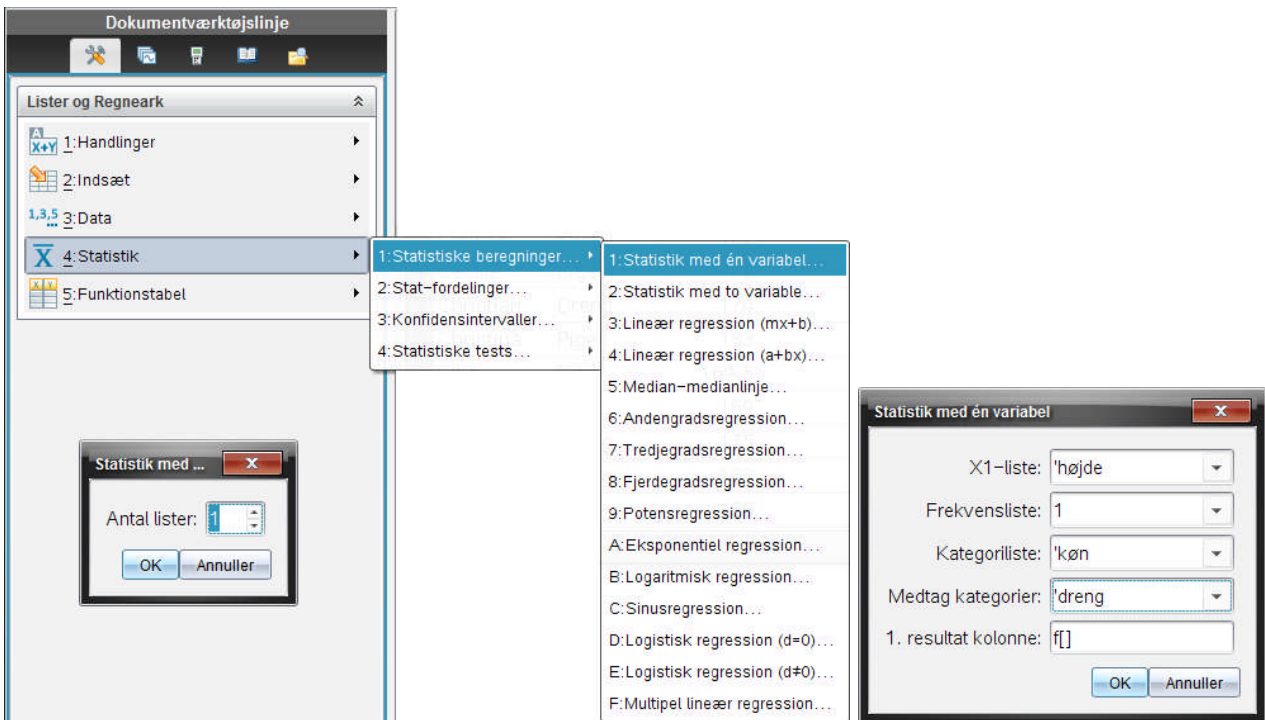 Dokumentværktøjslinje
Lister og Regneark
1:Handlinger
2:Indsæt
1,3,5 3:Data
4:Statistik
5:Funktionstabel
1:Statistiske beregninger...
2:Stat-fordelinger...
3:Konfidensintervaller...
4:Statistiske tests...
1:Statistik med én variabel...
2:Statistik med to variable...
3:Lineær regression (mx+b)...
4:Lineær regression (a+bx)...
5:Median-medianlinje...
6:Andengradsregression...
7:Tredjegradsregression...
8:Fjerdegradsregression...
9:Potensregression...
A:Eksponentiel regression...
B:Logaritmisk regression...
C:Sinusregression...
D:Logistisk regression (d=0)...
E:Logistisk regression (d≠0)...
F:Multipel lineær regression...
Statistik med ...
Antal lister: 1
OK Annuller
Statistik med én variabel
X1-liste: 'højde
Frekvensliste: 1
Kategoriliste: 'køn
Medtag kategorier: 'dreng
1. resultat kolonne: f[]
OK Annuller